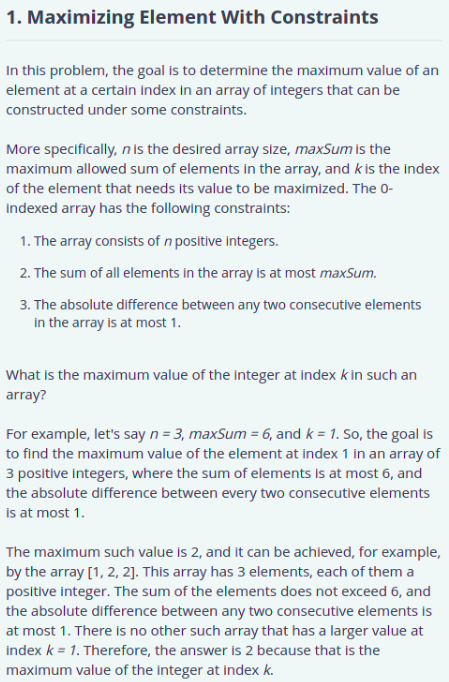 1. Maximizing Element With Constraints
In this problem, the goal is to determine the maximum value of an
element at a certain index in an array of integers that can be
constructed under some constraints.
More specifically, n is the desired array size, maxSum is the
maximum allowed sum of elements in the array, and k is the index
of the element that needs its value to be maximized. The 0-
indexed array has the following constraints:
1. The array consists of n positive integers.
2. The sum of all elements in the array is at most maxSum.
3. The absolute difference between any two consecutive elements
in the array is at most 1.
What is the maximum value of the integer at index k in such an
array?
For example, let's say n = 3, maxSum = 6, and k = 1. So, the goal is
to find the maximum value of the element at index 1 in an array of
3 positive integers, where the sum of elements is at most 6, and
the absolute difference between every two consecutive elements
is at most 1.
The maximum such value is 2, and it can be achieved, for example,
by the array [1, 2, 2]. This array has 3 elements, each of them a
positive integer. The sum of the elements does not exceed 6, and
the absolute difference between any two consecutive elements is
at most 1. There is no other such array that has a larger value at
index k = 1. Therefore, the answer is 2 because that is the
maximum value of the integer at index k.